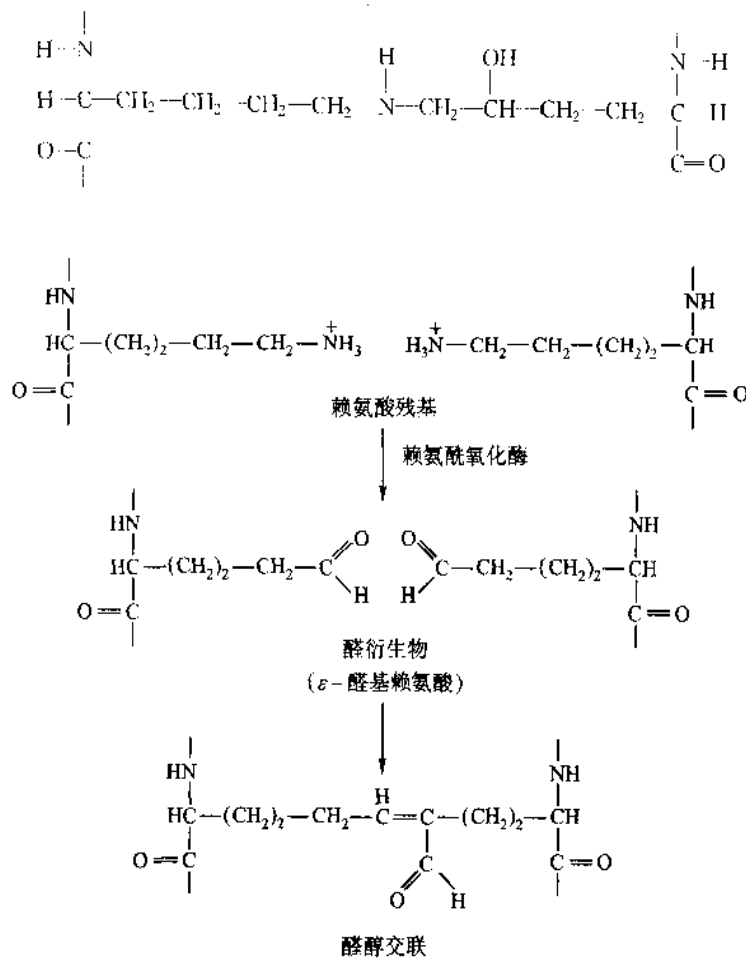 H N H OH N H
H C CH₂ CH₂ CH₂ CH₂ N CH₂ CH CH₂ CH₂ C H
O C C=O
HN NH
HC—(CH₂)₂—CH₂—CH₂—N⁺H₃ H₃N⁺—CH₂—CH₂—(CH₂)₂—CH
O=C C=O
赖氨酸残基
赖氨酰氧化酶
HN O O NH
HC—(CH₂)₂—CH₂—C C—CH₂—(CH₂)₂—CH
O=C H H C=O
醛衍生物
(ε–醛基赖氨酸)
HN H NH
HC—(CH₂)₂—CH₂—C=C—(CH₂)₂—CH
O=C C C=O
O H
醛醇交联